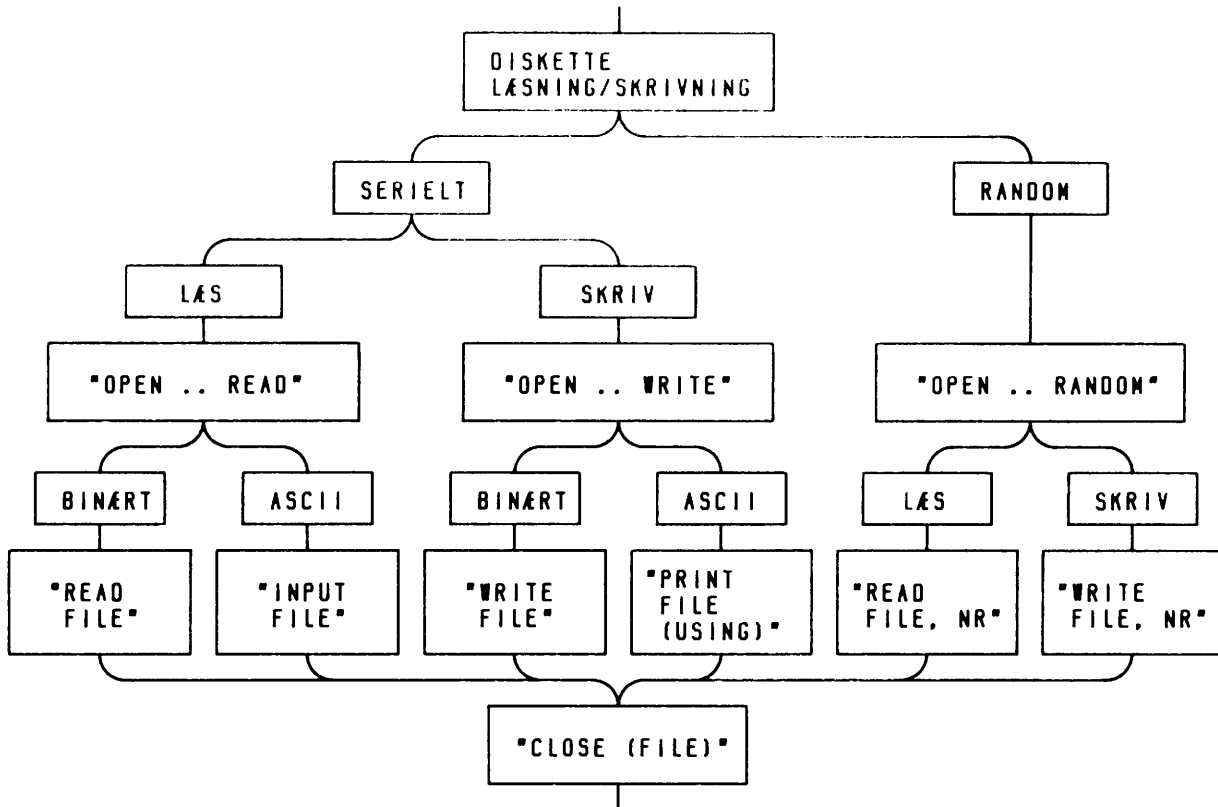 DISKETTE
LÆSNING/SKRIVNING
SERIELT
RANDOM
LÆS
SKRIV
"OPEN .. READ"
"OPEN .. WRITE"
"OPEN .. RANDOM"
BINÆRT
ASCII
BINÆRT
ASCII
LÆS
SKRIV
"READ
FILE"
"INPUT
FILE"
"WRITE
FILE"
"PRINT
FILE
(USING)"
"READ
FILE, NR"
"WRITE
FILE, NR"
"CLOSE (FILE)"